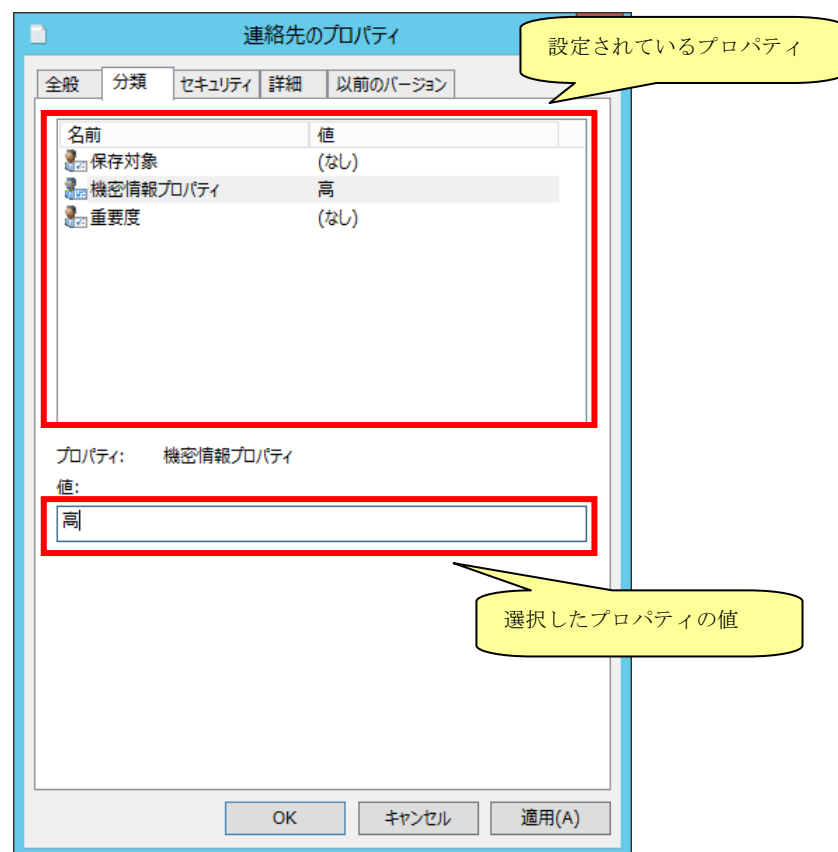 連絡先のプロパティ
設定されているプロパティ
全般 分類 セキュリティ 詳細 以前のバージョン
名前 値
保存対象 (なし)
機密情報プロパティ 高
重要度 (なし)
プロパティ: 機密情報プロパティ
値:
高
選択したプロパティの値
OK キャンセル 適用(A)